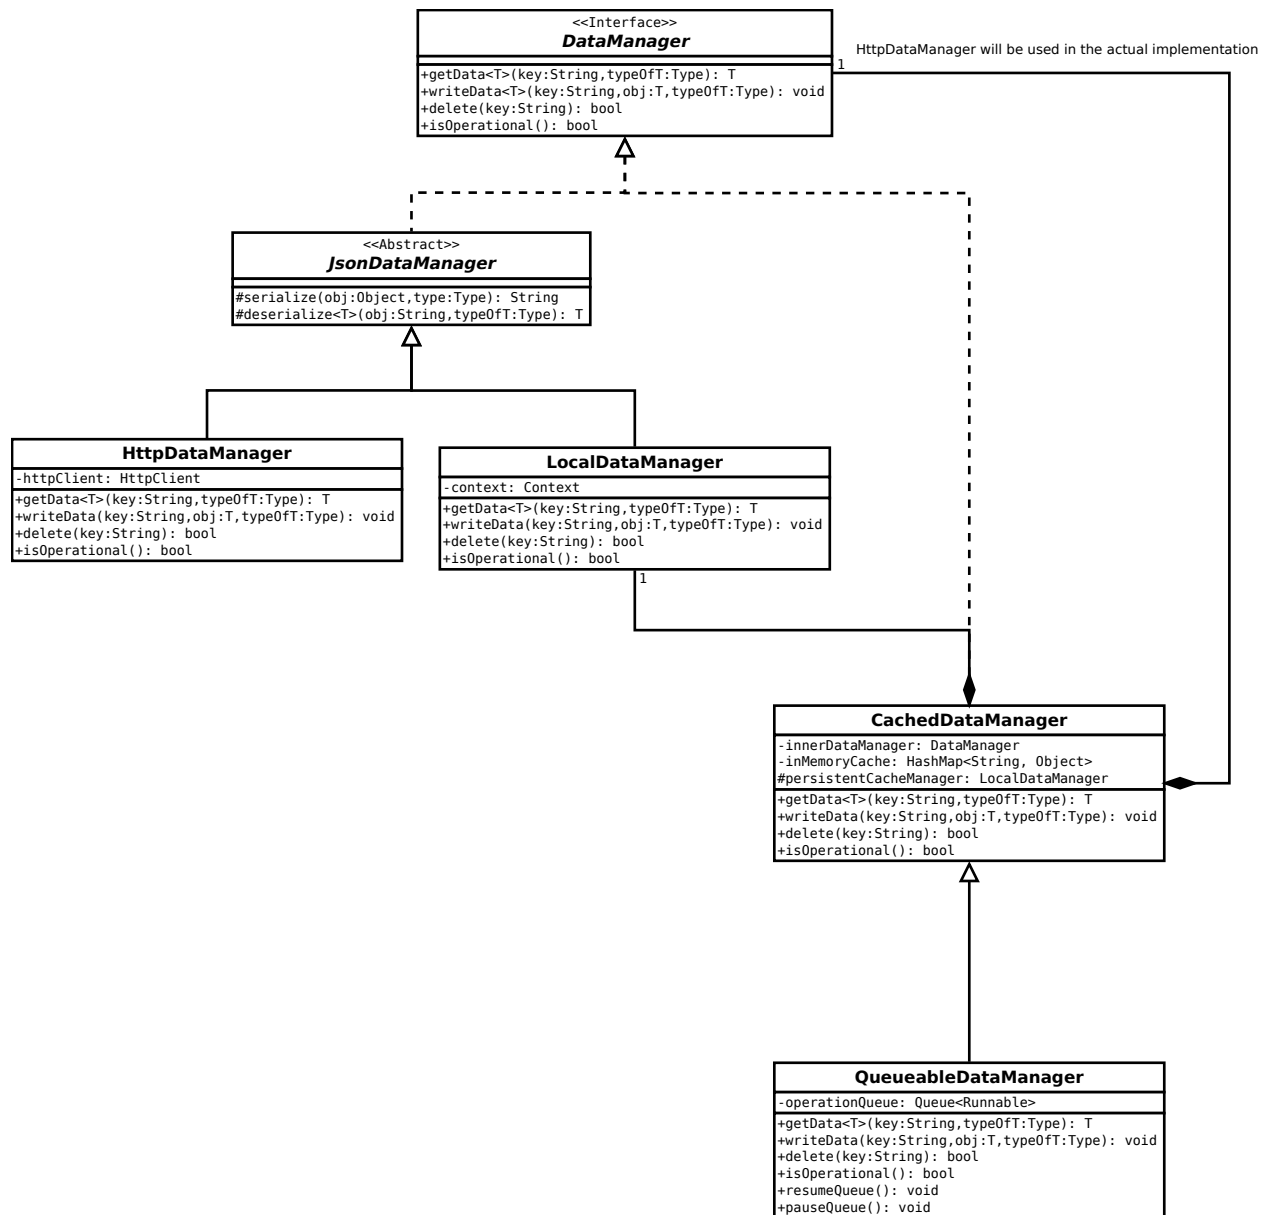 <<Interface>>
DataManager
+getData<T>(key:String,typeOfT:Type): T
+writeData<T>(key:String,obj:T,typeOfT:Type): void
+delete(key:String): bool
+isOperational(): bool
HttpDataManager will be used in the actual implementation
1
<<Abstract>>
JsonDataManager
#serialize(obj:Object,type:Type): String
#deserialize<T>(obj:String,typeOfT:Type): T
HttpDataManager
-httpClient: HttpClient
+getData<T>(key:String,typeOfT:Type): T
+writeData(key:String,obj:T,typeOfT:Type): void
+delete(key:String): bool
+isOperational(): bool
LocalDataManager
-context: Context
+getData<T>(key:String,typeOfT:Type): T
+writeData(key:String,obj:T,typeOfT:Type): void
+delete(key:String): bool
+isOperational(): bool
1
CachedDataManager
-innerDataManager: DataManager
-inMemoryCache: HashMap<String, Object>
#persistentCacheManager: LocalDataManager
+getData<T>(key:String,typeOfT:Type): T
+writeData(key:String,obj:T,typeOfT:Type): void
+delete(key:String): bool
+isOperational(): bool
QueueableDataManager
-operationQueue: Queue<Runnable>
+getData<T>(key:String,typeOfT:Type): T
+writeData(key:String,obj:T,typeOfT:Type): void
+delete(key:String): bool
+isOperational(): bool
+resumeQueue(): void
+pauseQueue(): void